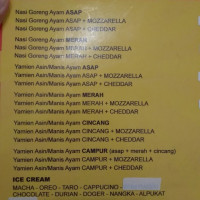 Nasi Goreng Ayam ASAP
Nasi Goreng Ayam ASAP + MOZZARELLA
Nasi Goreng Ayam ASAP + CHEDDAR
Nasi Goreng Ayam MERAH
Nasi Goreng Ayam MERAH + MOZZARELLA
Nasi Goreng Ayam MERAH + CHEDDAR
Yamien Asin/Manis Ayam ASAP
Yamien Asin/Manis Ayam ASAP + MOZZARELLA
Yamien Asin/Manis Ayam ASAP + CHEDDAR
Yamien Asin/Manis Ayam MERAH
Yamien Asin/Manis Ayam MERAH + MOZZARELLA
Yamien Asin/Manis Ayam MERAH + CHEDDAR
Yamien Asin/Manis Ayam CINCANG
Yamien Asin/Manis Ayam CINCANG + MOZZARELLA
Yamien Asin/Manis Ayam CINCANG + CHEDDAR
Yamien Asin/Manis Ayam CAMPUR (asap + merah + cincang)
Yamien Asin/Manis Ayam CAMPUR + MOZZARELLA
Yamien Asin/Manis Ayam CAMPUR + CHEDDAR
ICE CREAM
MACHA - OREO - TARO - CAPPUCINO -
CHOCOLATE - DURIAN - DOGER - NANGKA - ALPUKAT